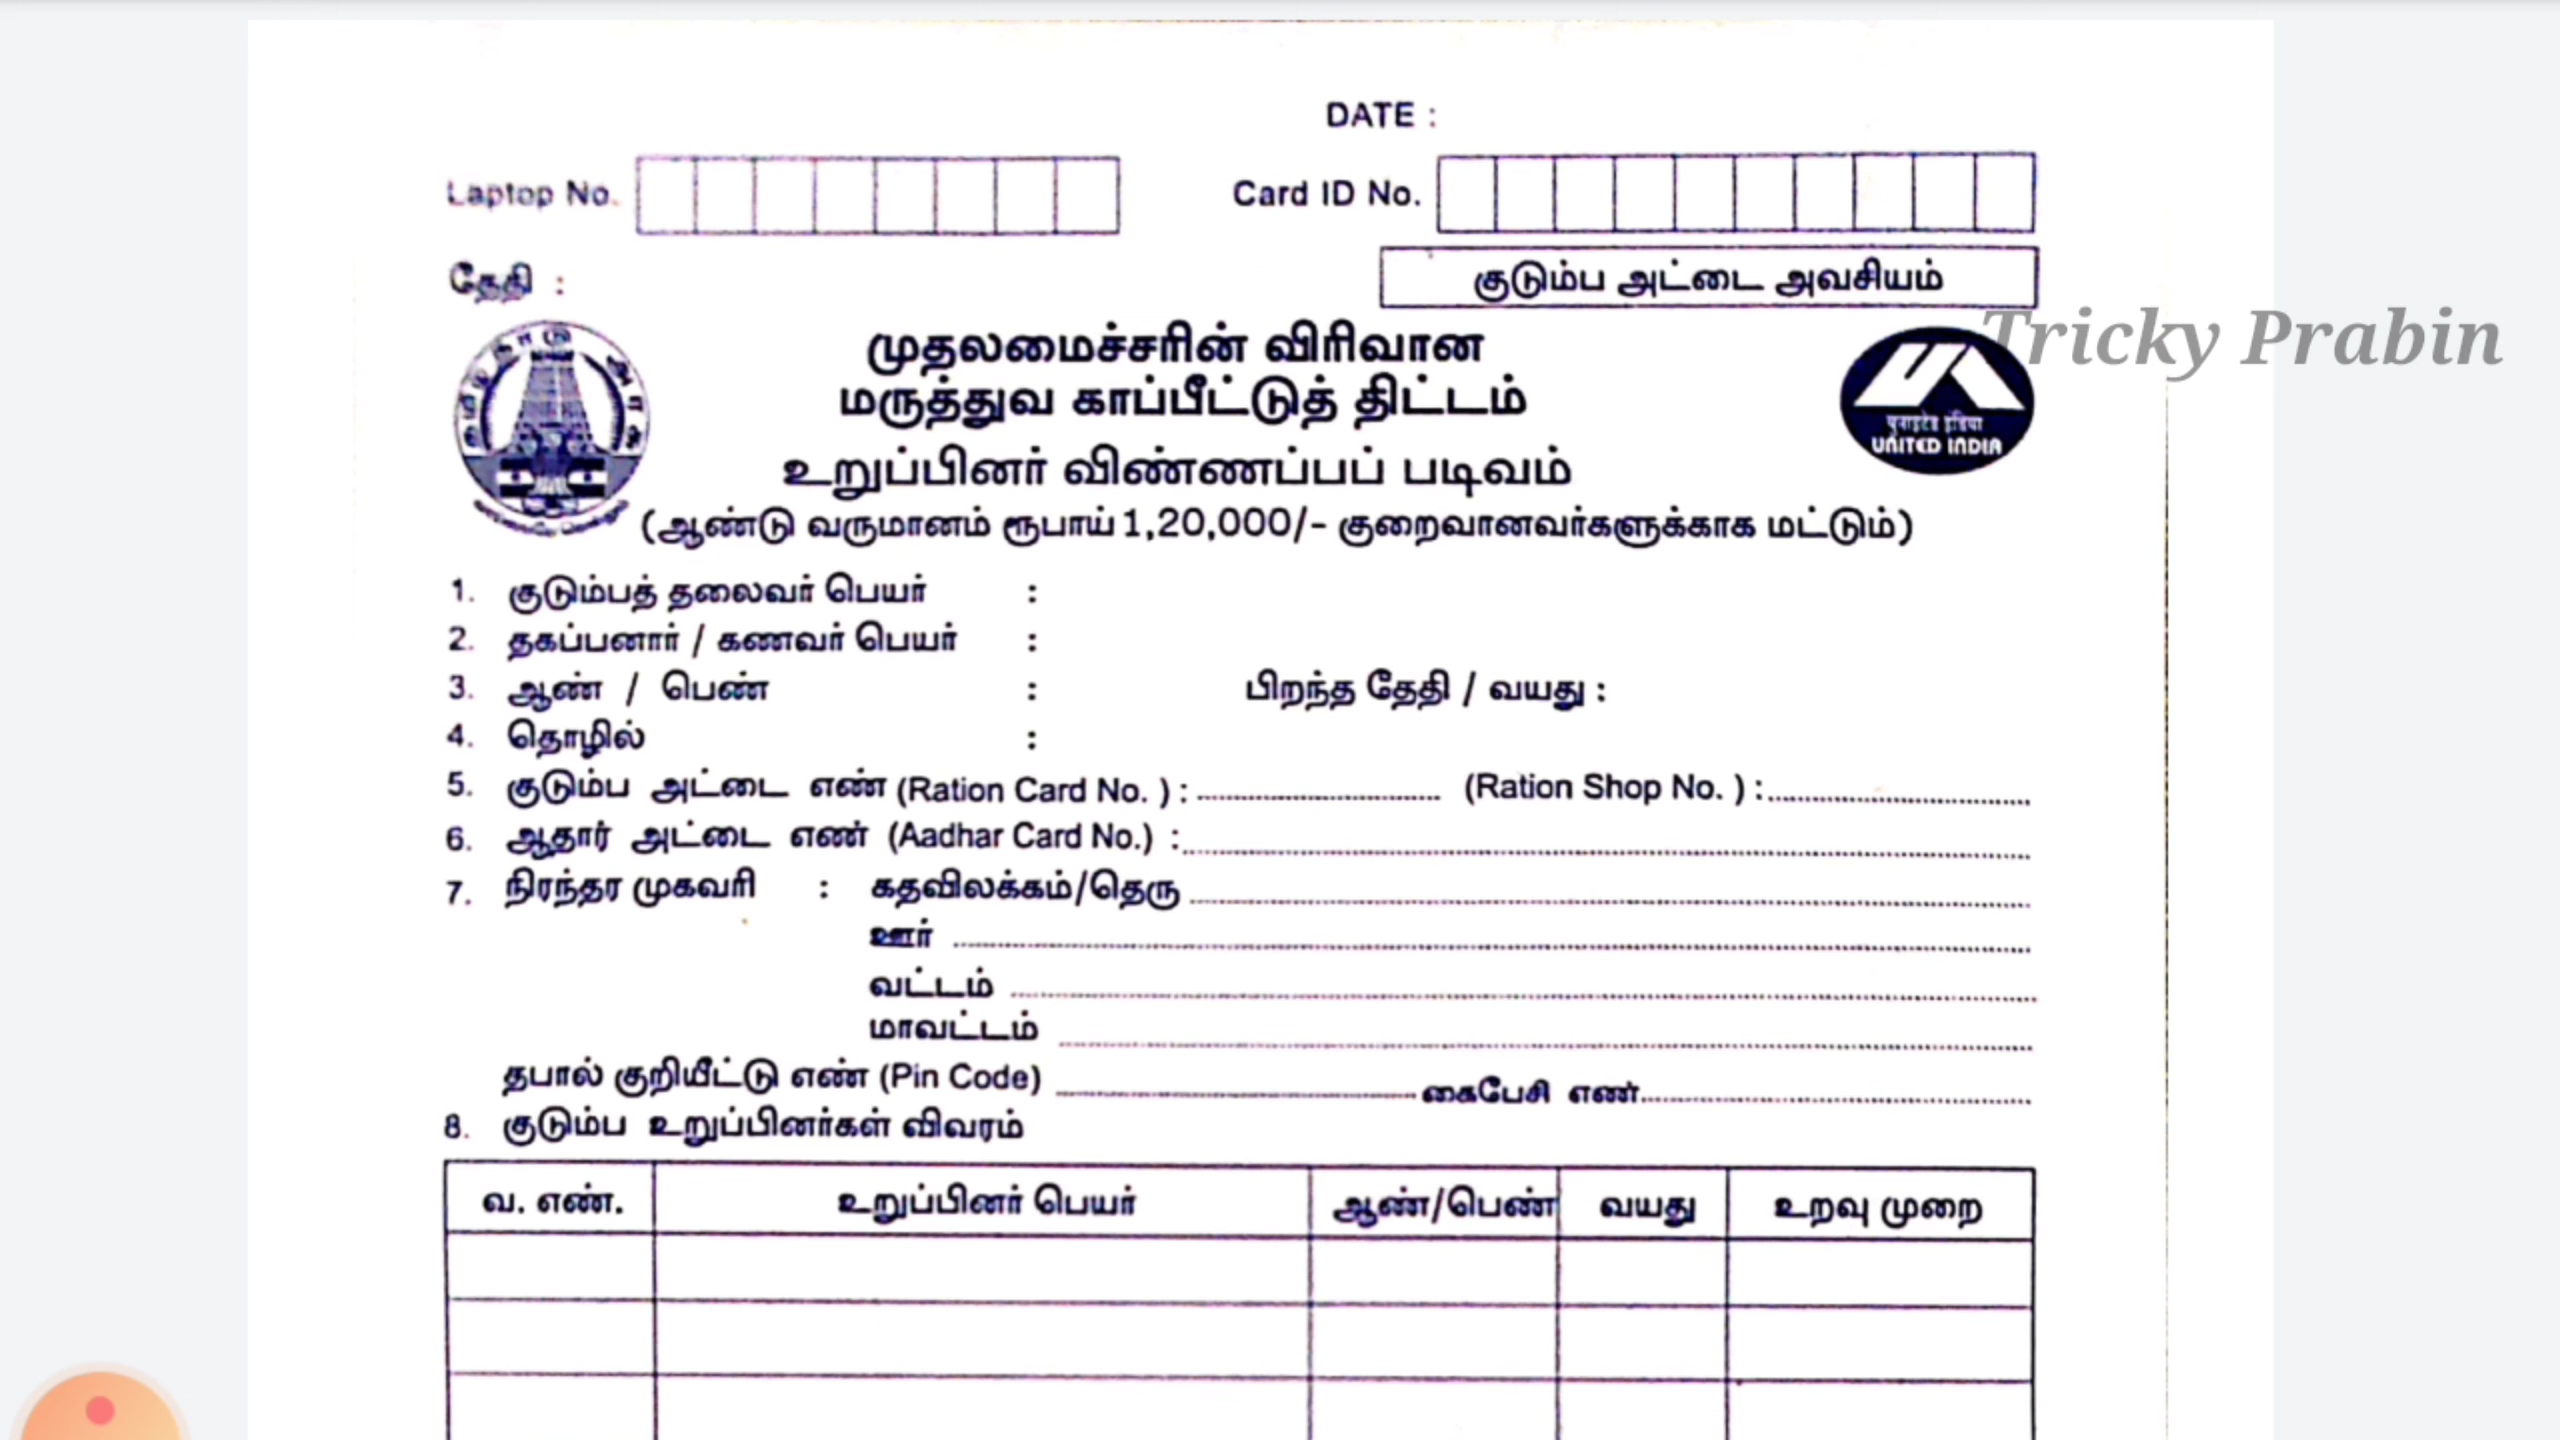 DATE :
Laptop No.
Card ID No.
தேதி :
குடும்ப அட்டை அவசியம்
Tricky Prabin
தமிழ்நாடு அரசு
முதலமைச்சரின் விரிவான
மருத்துவ காப்பீட்டுத் திட்டம்
यूनाइटेड इंडिया
UNITED INDIA
உறுப்பினர் விண்ணப்பப் படிவம்
(ஆண்டு வருமானம் ரூபாய் 1,20,000/- குறைவானவர்களுக்காக மட்டும்)
1. குடும்பத் தலைவர் பெயர் :
2. தகப்பனார் / கணவர் பெயர் :
3. ஆண் / பெண் : பிறந்த தேதி / வயது :
4. தொழில் :
5. குடும்ப அட்டை எண் (Ration Card No. ) : (Ration Shop No. ) :
6. ஆதார் அட்டை எண் (Aadhar Card No.) :
7. நிரந்தர முகவரி : கதவிலக்கம்/தெரு
ஊர்
வட்டம்
மாவட்டம்
தபால் குறியீட்டு எண் (Pin Code) கைபேசி எண்
8. குடும்ப உறுப்பினர்கள் விவரம்
வ. எண். உறுப்பினர் பெயர் ஆண்/பெண் வயது உறவு முறை